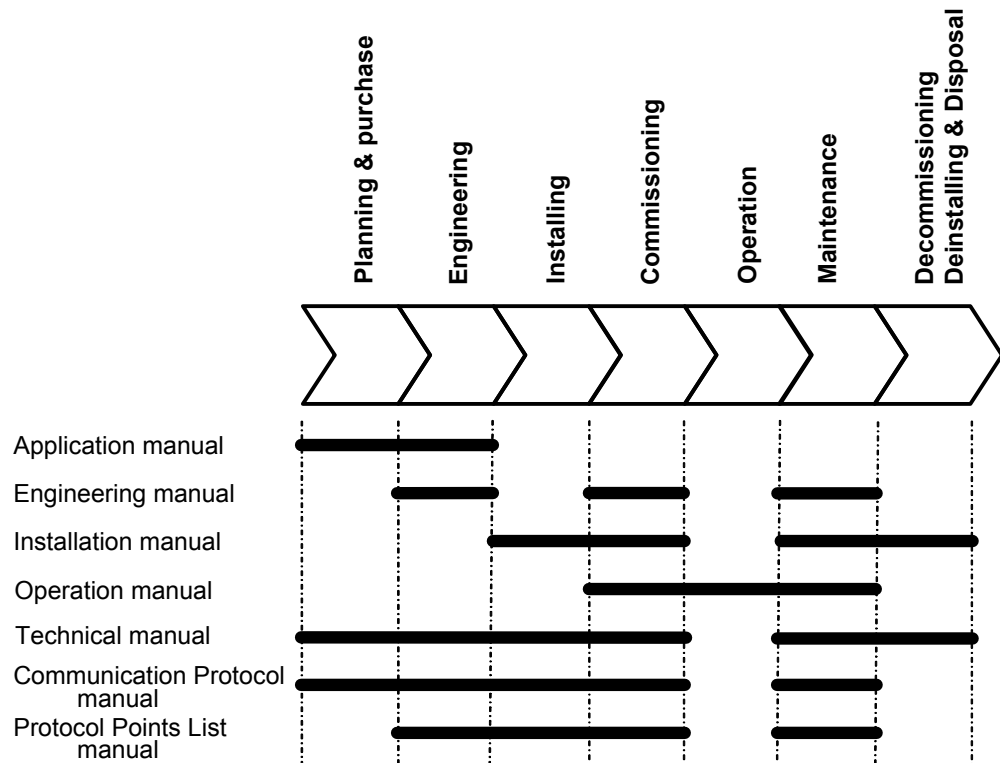 Planning & purchase
Engineering
Installing
Commissioning
Operation
Maintenance
Decommissioning
Deinstalling & Disposal
Application manual
Engineering manual
Installation manual
Operation manual
Technical manual
Communication Protocol
manual
Protocol Points List
manual